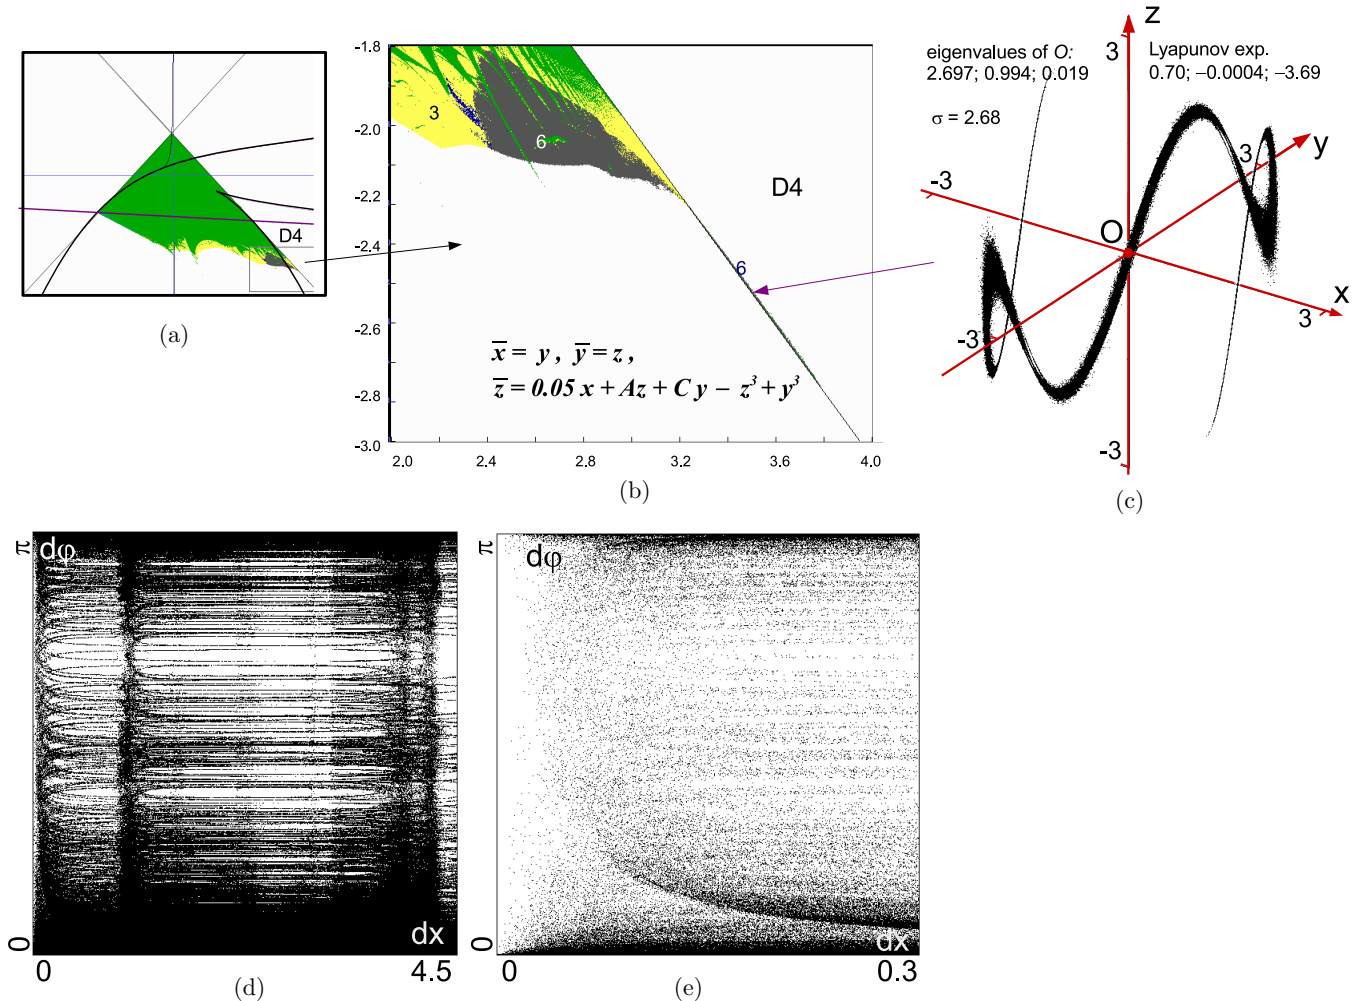 D4
(a)
-1.8
-2.0
-2.2
-2.4
-2.6
-2.8
-3.0
2.0 2.4 2.8 3.2 3.6 4.0
3
6
D4
6
x̅ = y , y̅ = z ,
z̅ = 0.05 x + Az + C y − z³ + y³
(b)
eigenvalues of O:
2.697; 0.994; 0.019
σ = 2.68
Lyapunov exp.
0.70; −0.0004; −3.69
z
3
y
3
-3
O
x
3
-3
-3
(c)
π
dφ
0
dx
0 4.5
(d)
π
dφ
0
dx
0 0.3
(e)